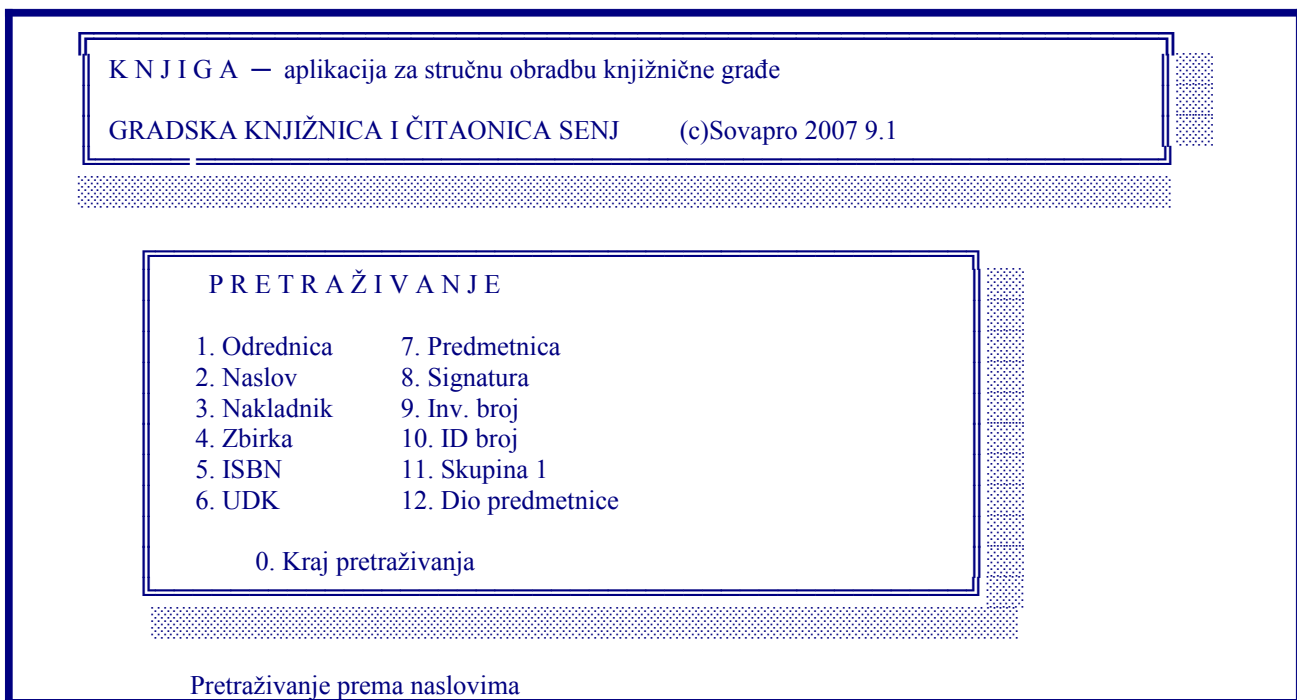 K N J I G A — aplikacija za stručnu obradbu knjižnične građe
GRADSKA KNJIŽNICA I ČITAONICA SENJ (c)Sovapro 2007 9.1
P R E T R A Ž I V A N J E
1. Odrednica 7. Predmetnica
2. Naslov 8. Signatura
3. Nakladnik 9. Inv. broj
4. Zbirka 10. ID broj
5. ISBN 11. Skupina 1
6. UDK 12. Dio predmetnice
0. Kraj pretraživanja
Pretraživanje prema naslovima